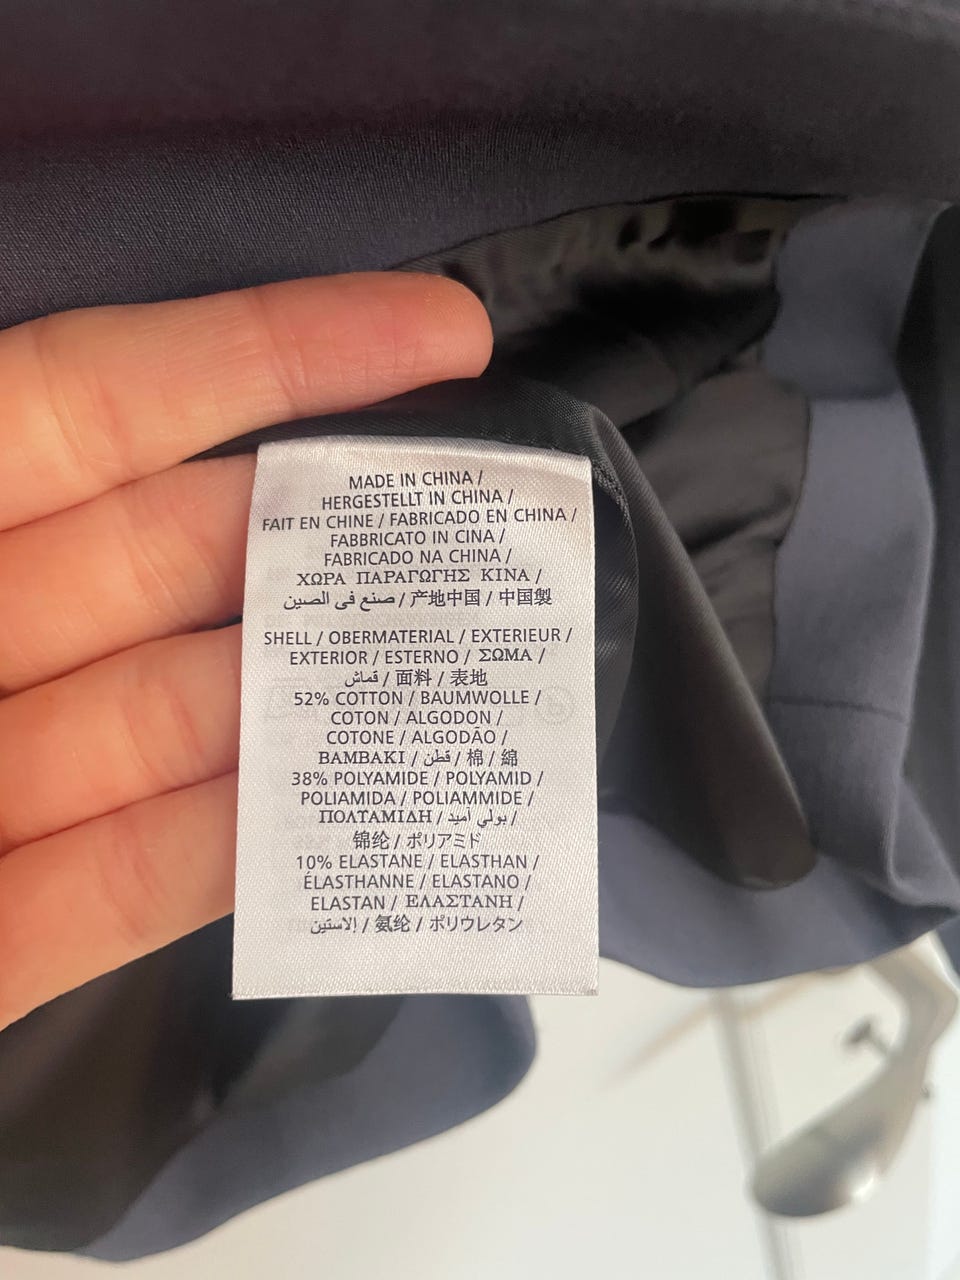 MADE IN CHINA /
HERGESTELLT IN CHINA /
FAIT EN CHINE / FABRICADO EN CHINA /
FABBRICATO IN CINA /
FABRICADO NA CHINA /
ΧΩΡΑ ΠΑΡΑΓΩΓΗΣ ΚΙΝΑ /
صنع في الصين / 产地中国 / 中国製
SHELL / OBERMATERIAL / EXTERIEUR /
EXTERIOR / ESTERNO / ΣΩΜΑ /
قماش / 面料 / 表地
52% COTTON / BAUMWOLLE /
COTON / ALGODON /
COTONE / ALGODÃO /
ΒΑΜΒΑΚΙ / قطن / 棉 / 綿
38% POLYAMIDE / POLYAMID /
POLIAMIDA / POLIAMMIDE /
ΠΟΛΤΑΜΙΔΗ / بولي أميد /
锦纶 / ポリアミド
10% ELASTANE / ELASTHAN /
ÉLASTHANNE / ELASTANO /
ELASTAN / ΕΛΑΣΤΑΝΗ /
إلاستين / 氨纶 / ポリウレタン